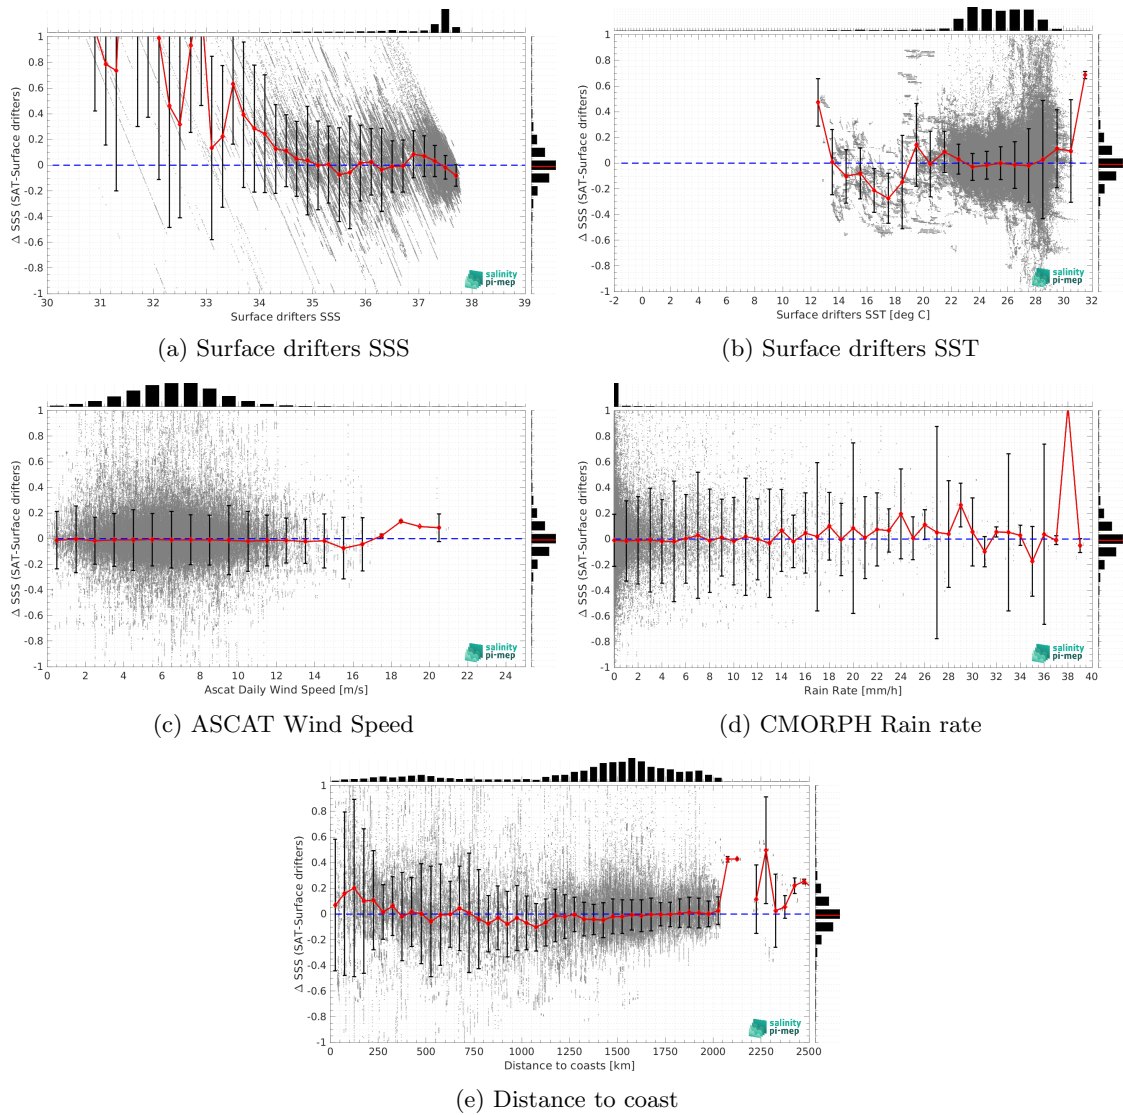 1
0.8
0.6
0.4
0.2
0
-0.2
-0.4
-0.6
-0.8
-1
Δ SSS (SAT-Surface drifters)
30 31 32 33 34 35 36 37 38 39
Surface drifters SSS
salinity
pi-mep
(a) Surface drifters SSS
1
0.8
0.6
0.4
0.2
0
-0.2
-0.4
-0.6
-0.8
-1
Δ SSS (SAT-Surface drifters)
-2 0 2 4 6 8 10 12 14 16 18 20 22 24 26 28 30 32
Surface drifters SST [deg C]
salinity
pi-mep
(b) Surface drifters SST
1
0.8
0.6
0.4
0.2
0
-0.2
-0.4
-0.6
-0.8
-1
Δ SSS (SAT-Surface drifters)
0 2 4 6 8 10 12 14 16 18 20 22 24
Ascat Daily Wind Speed [m/s]
salinity
pi-mep
(c) ASCAT Wind Speed
1
0.8
0.6
0.4
0.2
0
-0.2
-0.4
-0.6
-0.8
-1
Δ SSS (SAT-Surface drifters)
0 2 4 6 8 10 12 14 16 18 20 22 24 26 28 30 32 34 36 38 40
Rain Rate [mm/h]
salinity
pi-mep
(d) CMORPH Rain rate
1
0.8
0.6
0.4
0.2
0
-0.2
-0.4
-0.6
-0.8
-1
Δ SSS (SAT-Surface drifters)
0 250 500 750 1000 1250 1500 1750 2000 2250 2500
Distance to coasts [km]
salinity
pi-mep
(e) Distance to coast